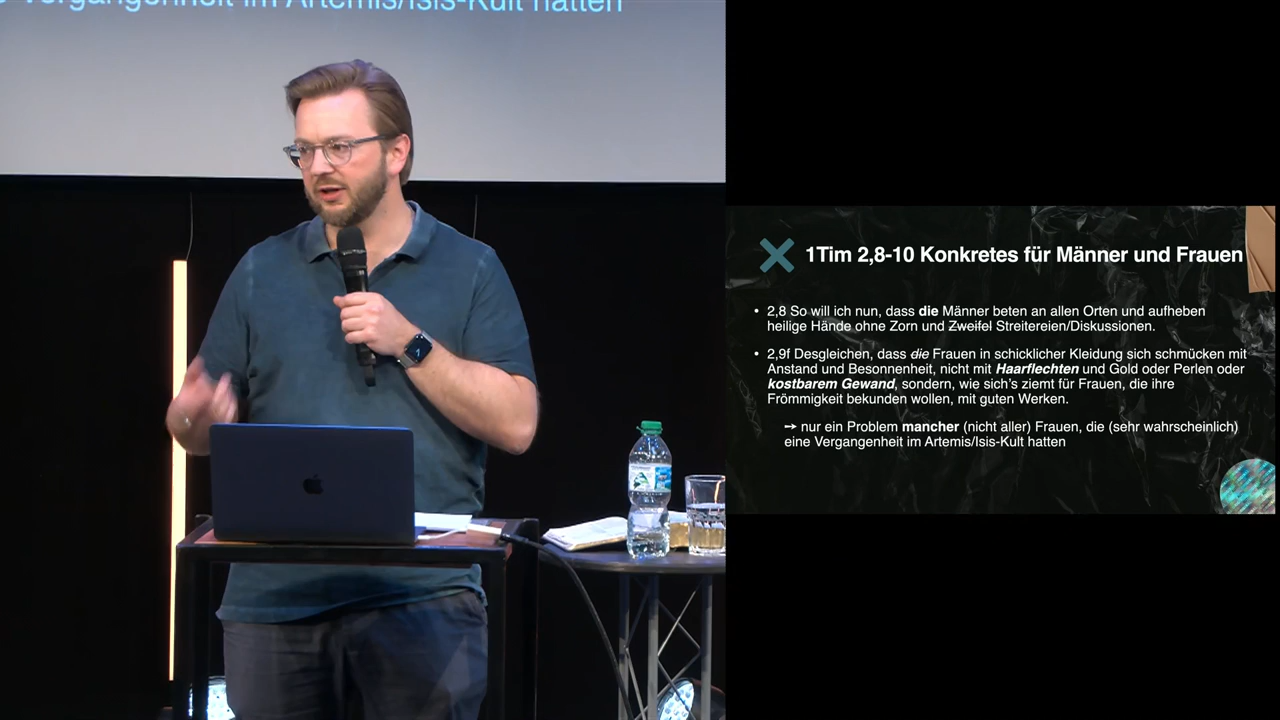 Vergangenheit im Artemis/Isis-Kult hatten
1Tim 2,8-10 Konkretes für Männer und Frauen
• 2,8 So will ich nun, dass die Männer beten an allen Orten und aufheben
heilige Hände ohne Zorn und Zweifel Streitereien/Diskussionen.
• 2,9f Desgleichen, dass die Frauen in schicklicher Kleidung sich schmücken mit
Anstand und Besonnenheit, nicht mit Haarflechten und Gold oder Perlen oder
kostbarem Gewand, sondern, wie sich's ziemt für Frauen, die ihre
Frömmigkeit bekunden wollen, mit guten Werken.
→ nur ein Problem mancher (nicht aller) Frauen, die (sehr wahrscheinlich)
eine Vergangenheit im Artemis/Isis-Kult hatten